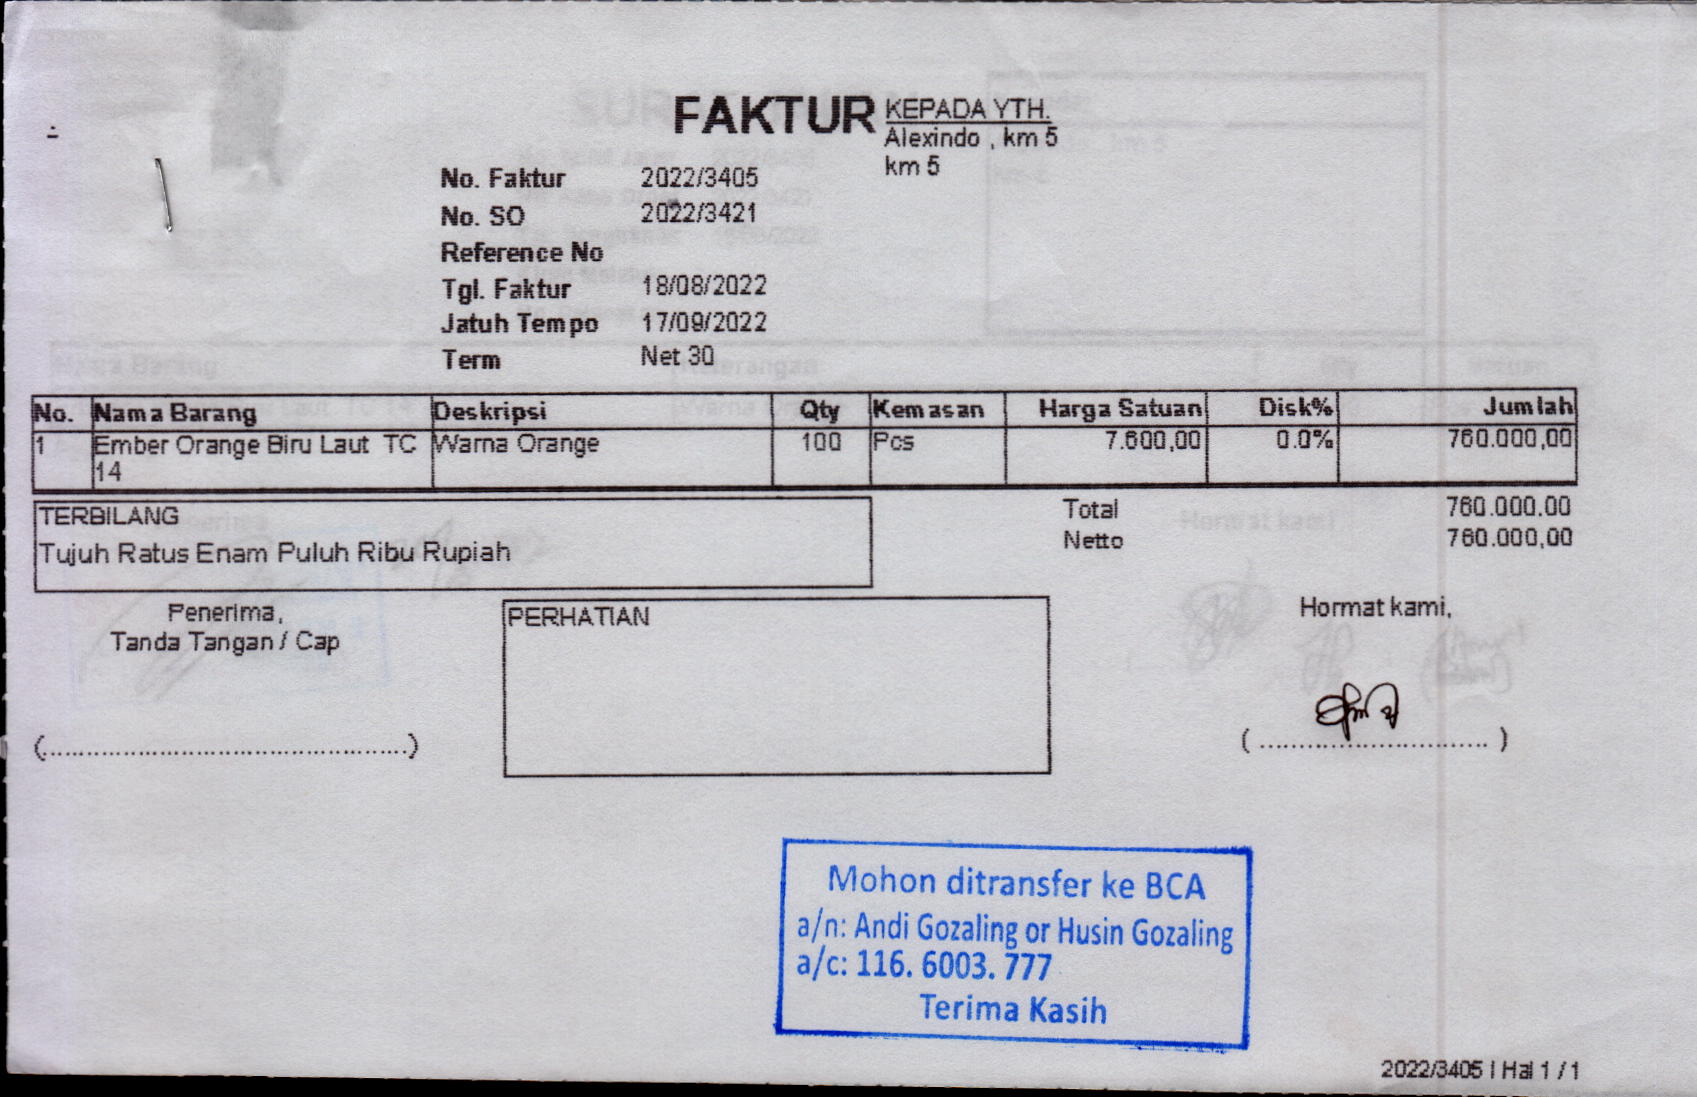 FAKTUR
KEPADA YTH.
Alexindo , km 5
km 5
No. Faktur 2022/3405
No. SO 2022/3421
Reference No
Tgl. Faktur 18/08/2022
Jatuh Tempo 17/09/2022
Term Net 30
No. Nama Barang Deskripsi Qty Kemasan Harga Satuan Disk% Jumlah
1 Ember Orange Biru Laut TC Warna Orange 100 Pcs 7.600,00 0.0% 760.000,00
14
TERBILANG
Tujuh Ratus Enam Puluh Ribu Rupiah
Total 760.000,00
Netto 760.000,00
Penerima,
Tanda Tangan / Cap
PERHATIAN
Hormat kami,
(............................................)
( ............................ )
Mohon ditransfer ke BCA
a/n: Andi Gozaling or Husin Gozaling
a/c: 116. 6003. 777
Terima Kasih
2022/3405 | Hal 1 / 1